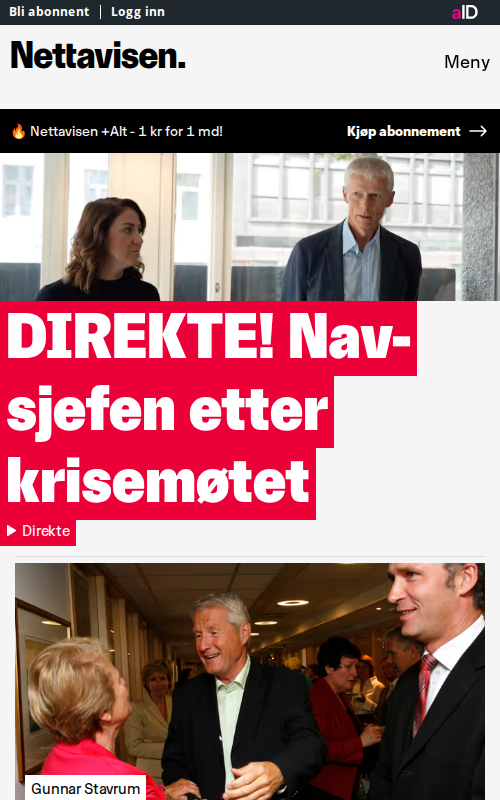 Bli abonnent | Logg inn
aID
Nettavisen.
Meny
🔥 Nettavisen +Alt - 1 kr for 1 md!
Kjøp abonnement →
DIREKTE! Nav-
sjefen etter
krisemøtet
Direkte
Gunnar Stavrum